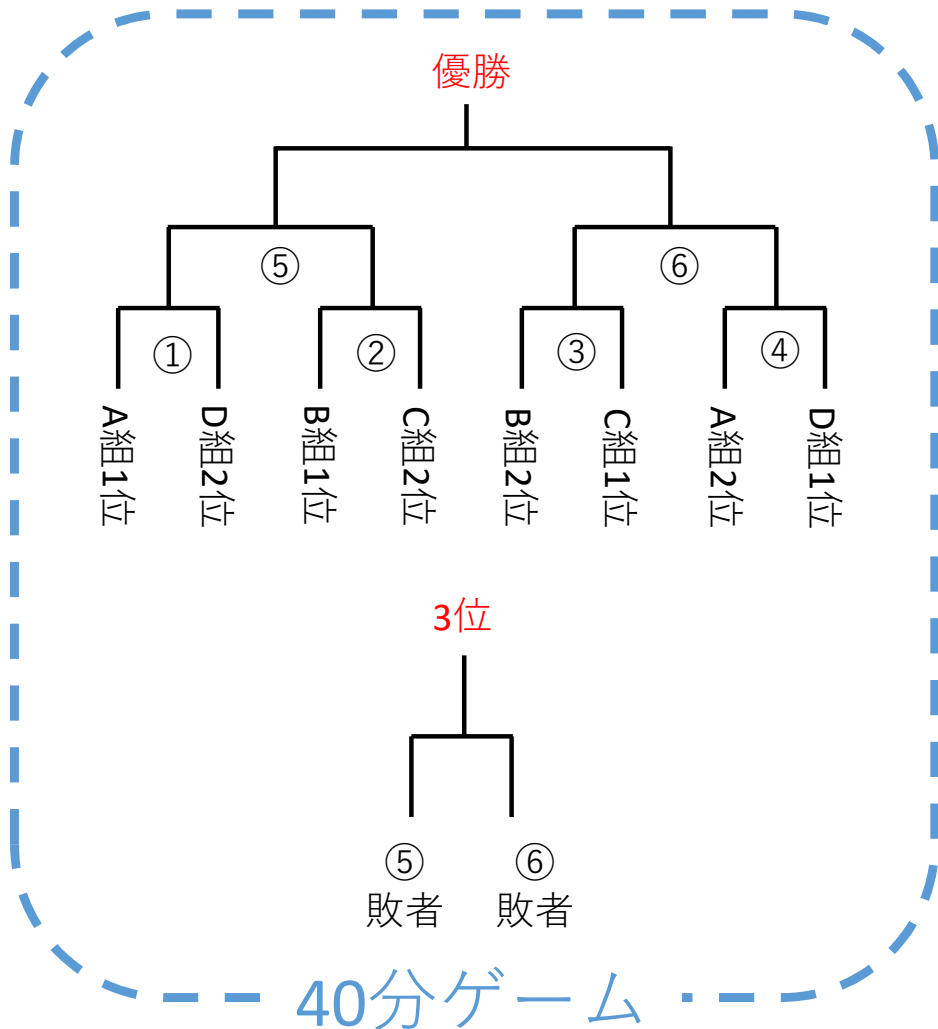 優勝
⑤ ⑥
① ② ③ ④
A組1位
D組2位
B組1位
C組2位
B組2位
C組1位
A組2位
D組1位
3位
⑤ ⑥
敗者 敗者
40分ゲーム